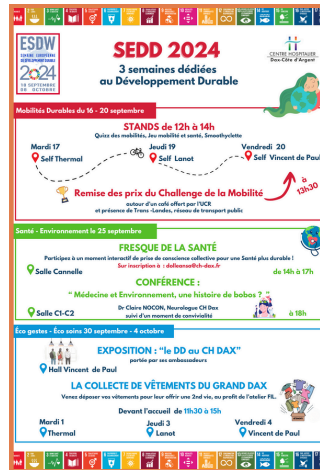 ESDW
2024
18 SEPTEMBER
08 OCTOBER
SEDD 2024
3 semaines dédiées
au Développement Durable
CENTRE HOSPITALIER
Dax-Côte d'Argent
Mobilités Durables du 16 - 20 septembre
STANDS de 12h à 14h
Quizz des mobilités, Jeu mobilité et santé, Smoothyclette
Mardi 17
Self Thermal
Jeudi 19
Self Lanot
Vendredi 20
Self Vincent de Paul
Remise des prix du Challenge de la Mobilité
à 13h30
autour d'un café offert par l'UCR
et présence de Trans -Landes, réseau de transport public
Santé - Environnement le 25 septembre
FRESQUE DE LA SANTÉ
Participez à un moment interactif de prise de conscience collective pour une Santé plus durable !
Sur inscription à : dolleansa@ch-dax.fr
Salle Cannelle
de 14h à 17h
CONFÉRENCE :
“ Médecine et Environnement, une histoire de bobos ? ”
Dr Claire NOCON, Neurologue CH Dax
suivi d'un moment de convivialité
Salle C1-C2
à 18h
Éco gestes - Éco soins 30 septembre - 4 octobre
EXPOSITION : “le DD au CH DAX”
portée par ses ambassadeurs
Hall Vincent de Paul
LA COLLECTE DE VÊTEMENTS DU GRAND DAX
Venez déposer vos vêtements pour leur offrir une 2nd vie, au profit de l'atelier FIL.
Devant l'accueil de 11h30 à 15h
Mardi 1
Thermal
Jeudi 3
Lanot
Vendredi 4
Vincent de Paul